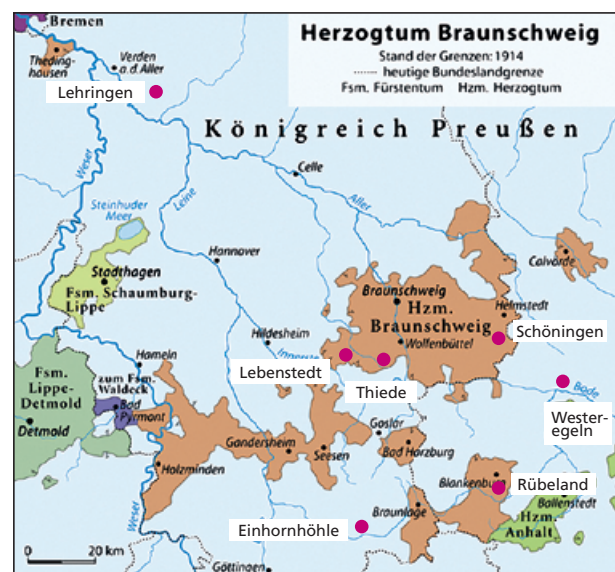 Bremen
Herzogtum Braunschweig
Stand der Grenzen: 1914
heutige Bundeslandgrenze
Fsm. Fürstentum Hzm. Herzogtum
Theding-
hausen
Verden
a.d. Aller
Lehringen
Königreich Preußen
Weser
Leine
Celle
Aller
Steinhuder
Meer
Hannover
Calvörde
Stadthagen
Fsm. Schaumburg-
Lippe
Braunschweig
Hzm.
Braunschweig
Helmstedt
Schöningen
Hildesheim
Wolfenbüttel
Innerste
Hameln
Lebenstedt
Thiede
Bode
Fsm.
Lippe-
Detmold
zum Fsm.
Waldeck
Bad
Pyrmont
Wester-
egeln
Detmold
Goslar
Gandersheim
Seesen
Bad Harzburg
Holzminden
Blankenburg
Rübeland
Ballenstedt
Weser
Einhornhöhle
Braunlage
Hzm.
Anhalt
0 20 km
Göttingen